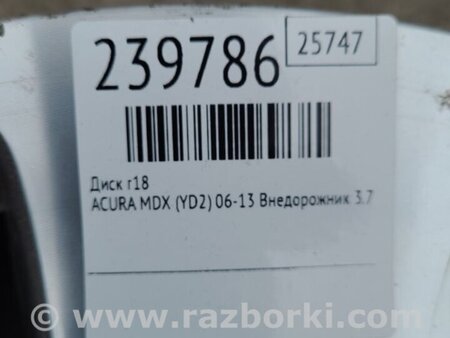 239786
25747
Диск r18
ACURA MDX (YD2) 06-13 Внедорожник 3.7
www.razborki.com